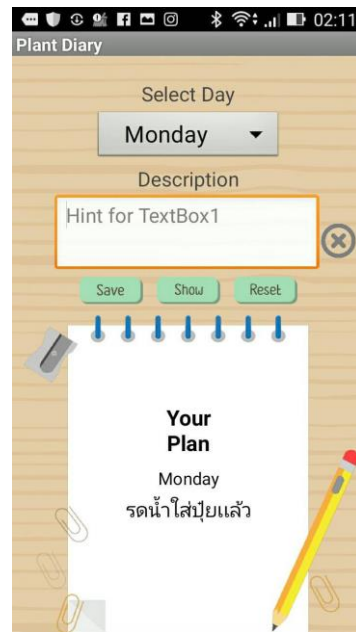 02:11
Plant Diary
Select Day
Monday
Description
Hint for TextBox1
Save Show Reset
Your
Plan
Monday
รดน้ำใส่ปุ๋ยแล้ว